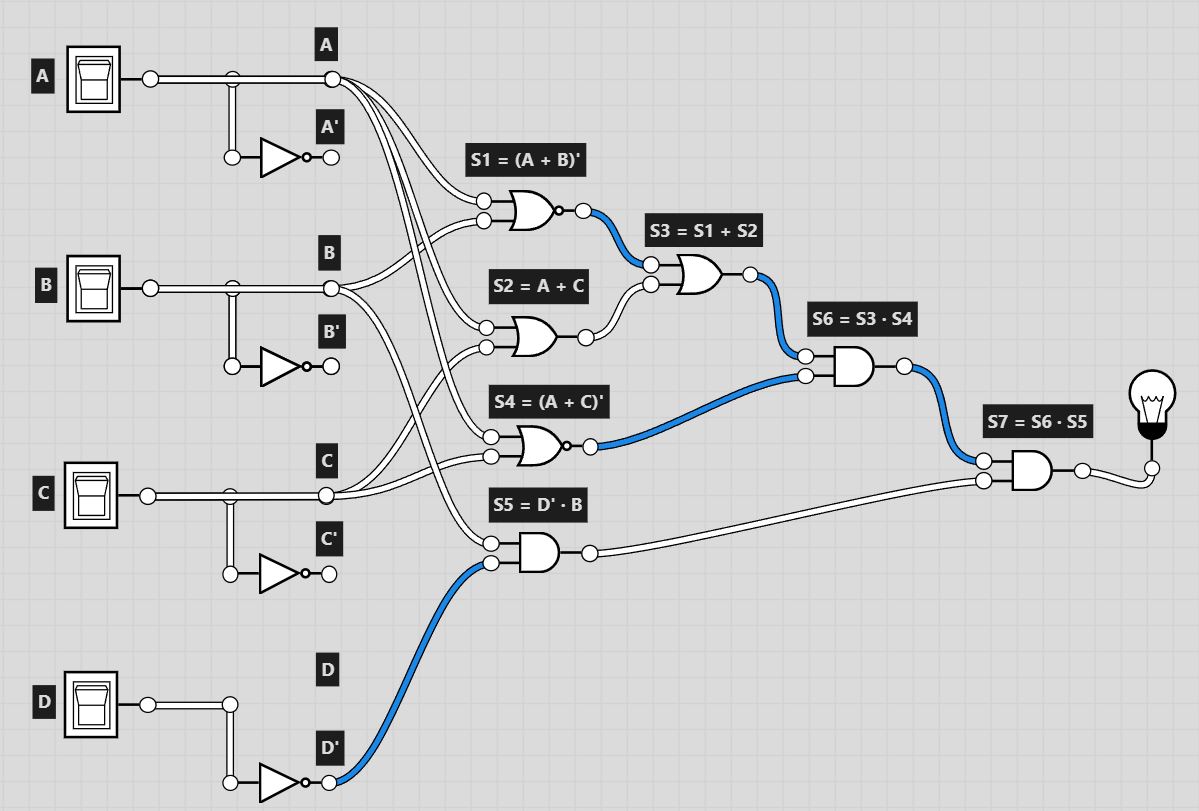 A
A
A'
S1 = (A + B)'
S3 = S1 + S2
B
B
S2 = A + C
S6 = S3 · S4
B'
S4 = (A + C)'
S7 = S6 · S5
C
C
S5 = D' · B
C'
D
D
D'